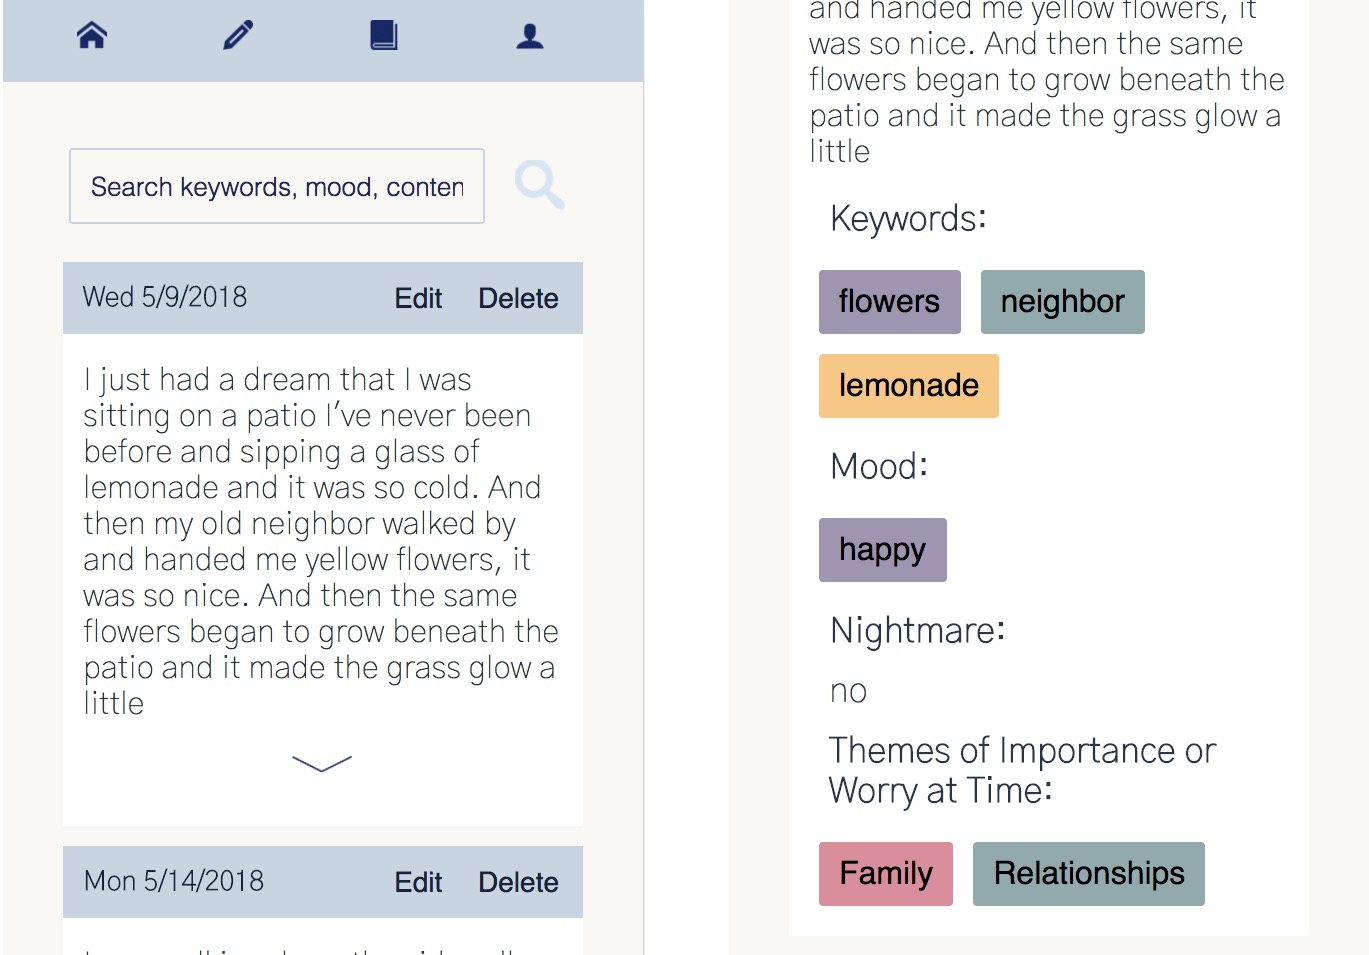 Search keywords, mood, conten
Wed 5/9/2018 Edit Delete
I just had a dream that I was
sitting on a patio I've never been
before and sipping a glass of
lemonade and it was so cold. And
then my old neighbor walked by
and handed me yellow flowers, it
was so nice. And then the same
flowers began to grow beneath the
patio and it made the grass glow a
little
Mon 5/14/2018 Edit Delete
and handed me yellow flowers, it
was so nice. And then the same
flowers began to grow beneath the
patio and it made the grass glow a
little
Keywords:
flowers neighbor
lemonade
Mood:
happy
Nightmare:
no
Themes of Importance or
Worry at Time:
Family Relationships